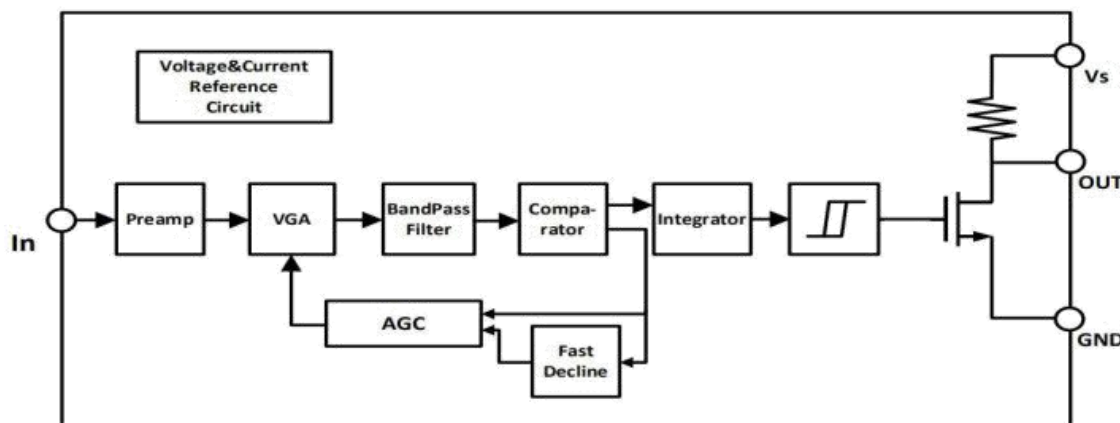 Voltage&Current
Reference
Circuit
Vs
OUT
GND
In
Preamp
VGA
BandPass
Filter
Compa-
rator
Integrator
AGC
Fast
Decline